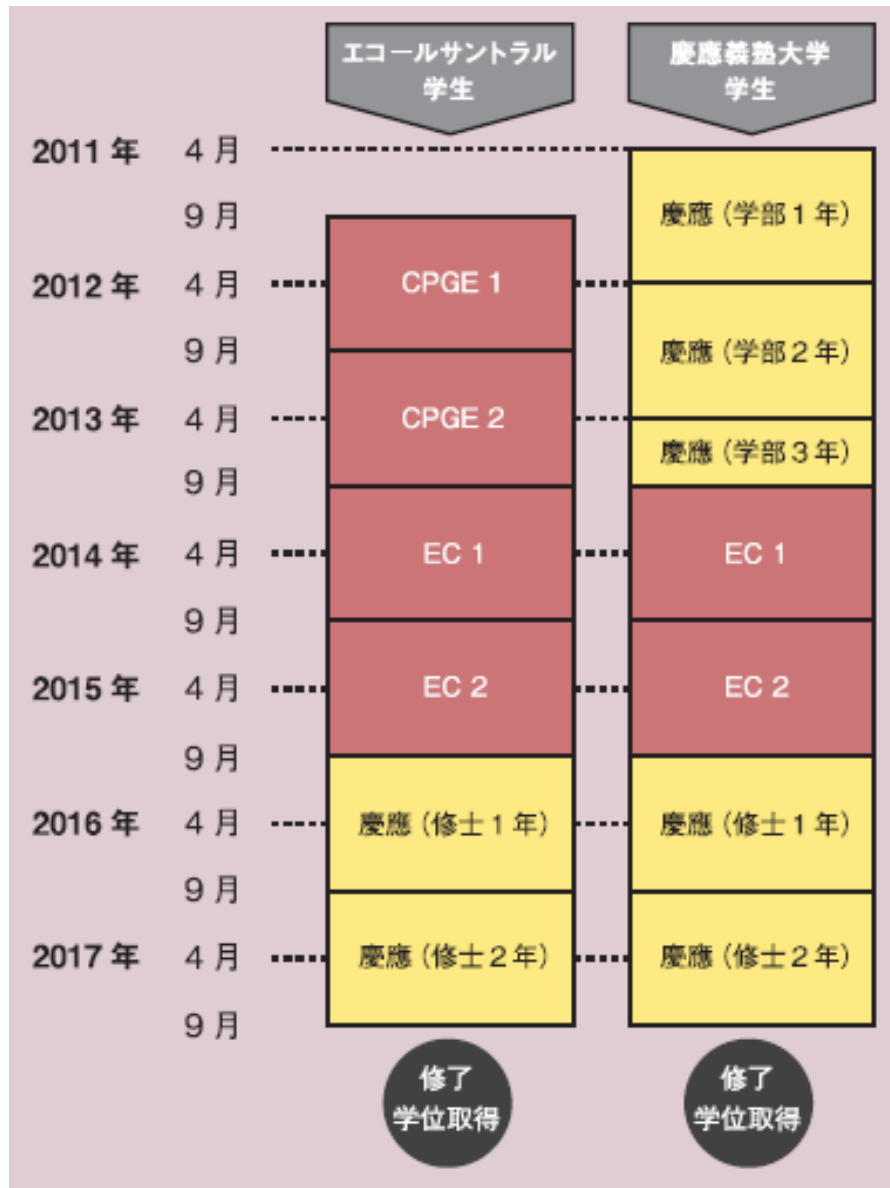 エコールサントラル
学生
慶應義塾大学
学生
2011 年 4 月
慶應（学部 1 年）
9 月
2012 年 4 月
CPGE 1
9 月
慶應（学部 2 年）
2013 年 4 月
CPGE 2
慶應（学部 3 年）
9 月
2014 年 4 月
EC 1
EC 1
9 月
2015 年 4 月
EC 2
EC 2
9 月
2016 年 4 月
慶應（修士 1 年）
慶應（修士 1 年）
9 月
2017 年 4 月
慶應（修士 2 年）
慶應（修士 2 年）
9 月
修了
学位取得
修了
学位取得